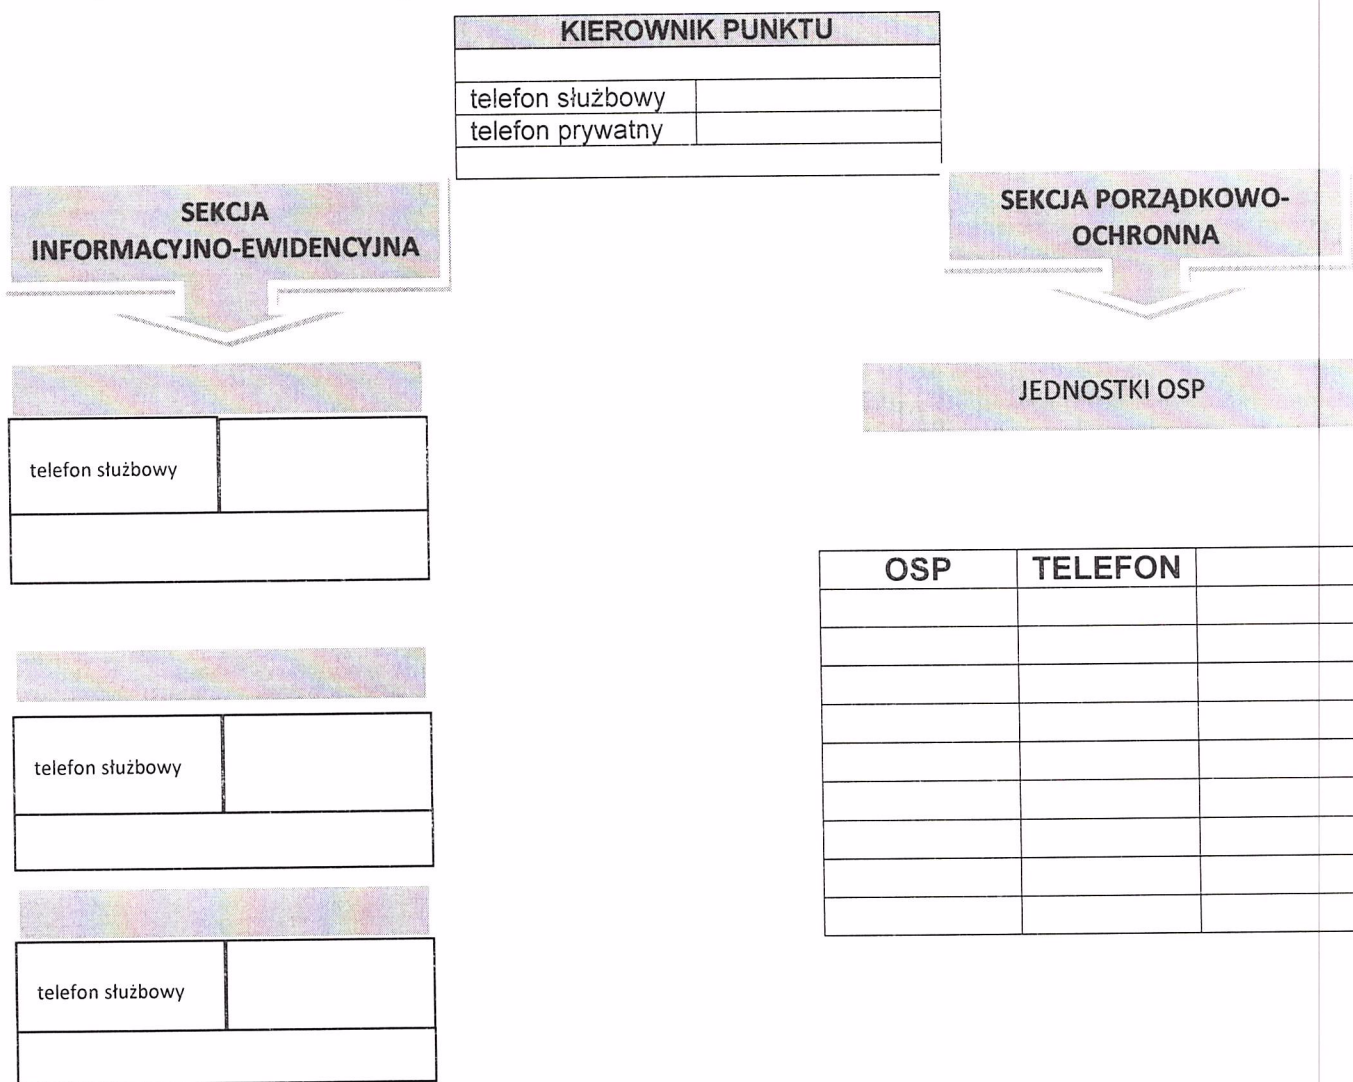 KIEROWNIK PUNKTU
telefon służbowy
telefon prywatny
SEKCJA
INFORMACYJNO-EWIDENCYJNA
telefon służbowy
telefon służbowy
telefon służbowy
SEKCJA PORZĄDKOWO-
OCHRONNA
JEDNOSTKI OSP
OSP TELEFON